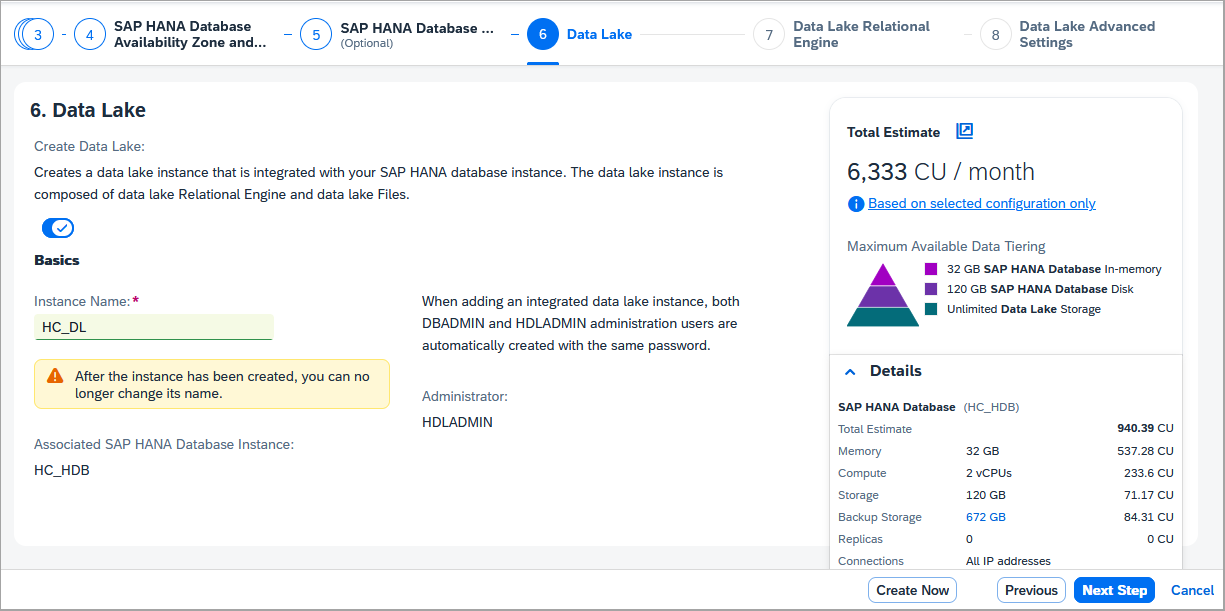 3
4
SAP HANA Database
Availability Zone and...
5
SAP HANA Database ...
(Optional)
6
Data Lake
7
Data Lake Relational
Engine
8
Data Lake Advanced
Settings
6. Data Lake
Create Data Lake:
Creates a data lake instance that is integrated with your SAP HANA database instance. The data lake instance is
composed of data lake Relational Engine and data lake Files.
Basics
Instance Name:*
HC_DL
After the instance has been created, you can no
longer change its name.
Associated SAP HANA Database Instance:
HC_HDB
When adding an integrated data lake instance, both
DBADMIN and HDLADMIN administration users are
automatically created with the same password.
Administrator:
HDLADMIN
Total Estimate
6,333 CU / month
Based on selected configuration only
Maximum Available Data Tiering
32 GB SAP HANA Database In-memory
120 GB SAP HANA Database Disk
Unlimited Data Lake Storage
Details
SAP HANA Database (HC_HDB)
Total Estimate 940.39 CU
Memory 32 GB 537.28 CU
Compute 2 vCPUs 233.6 CU
Storage 120 GB 71.17 CU
Backup Storage 672 GB 84.31 CU
Replicas 0 0 CU
Connections All IP addresses
Create Now Previous Next Step Cancel